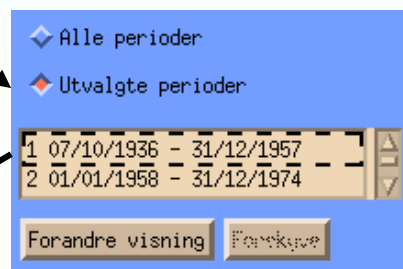 Alle perioder
Utvalgte perioder
1 07/10/1936 - 31/12/1957
2 01/01/1958 - 31/12/1974
Forandre visning Forskyve